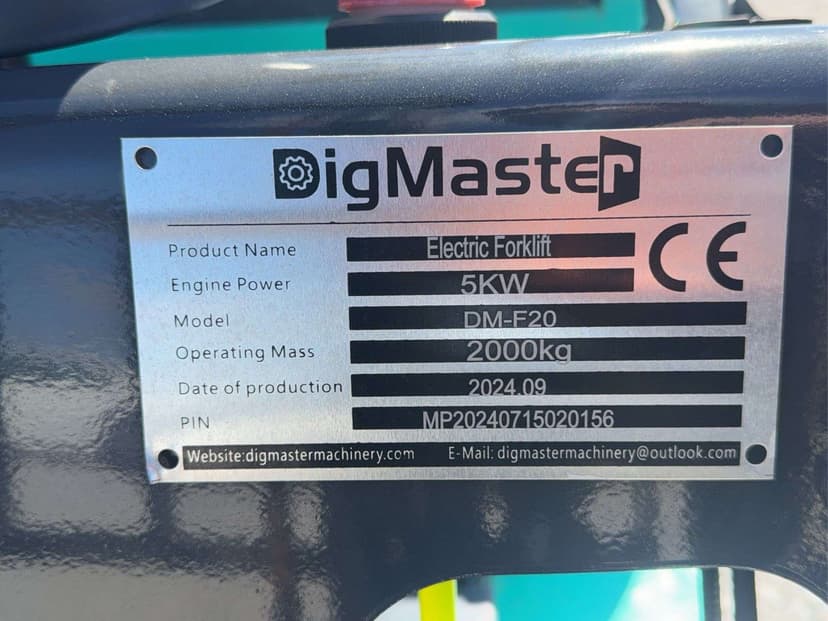 DigMaster
Product Name Electric Forklift
Engine Power 5KW
CE
Model DM-F20
Operating Mass 2000kg
Date of production 2024.09
PIN MP20240715020156
Website:digmastermachinery.com E-Mail: digmastermachinery@outlook.com